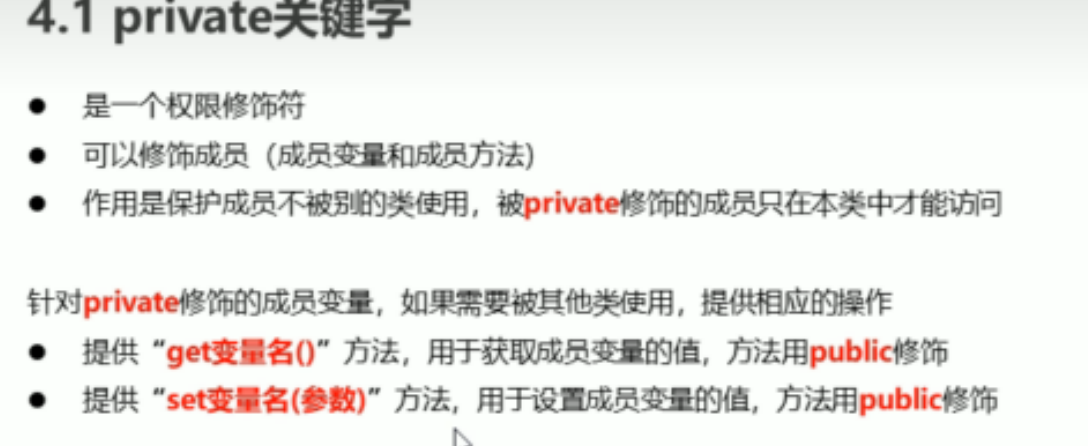 4.1 private关键字
● 是一个权限修饰符
● 可以修饰成员（成员变量和成员方法）
● 作用是保护成员不被别的类使用，被private修饰的成员只在本类中才能访问
针对private修饰的成员变量，如果需要被其他类使用，提供相应的操作
● 提供“get变量名()”方法，用于获取成员变量的值，方法用public修饰
● 提供“set变量名(参数)”方法，用于设置成员变量的值，方法用public修饰